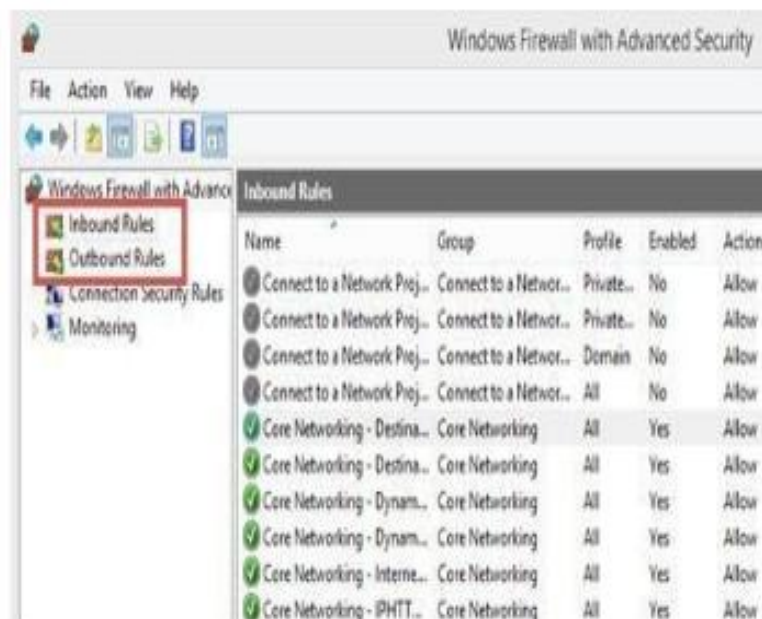 Windows Firewall with Advanced Security
File Action View Help
Windows Firewall with Advanc
Inbound Rules
Outbound Rules
Connection Security Rules
Monitoring
Inbound Rules
Name Group Profile Enabled Action
Connect to a Network Proj... Connect to a Networ... Private... No Allow
Connect to a Network Proj... Connect to a Networ... Private... No Allow
Connect to a Network Proj... Connect to a Networ... Domain No Allow
Connect to a Network Proj... Connect to a Networ... All No Allow
Core Networking - Destina... Core Networking All Yes Allow
Core Networking - Destina... Core Networking All Yes Allow
Core Networking - Dynam... Core Networking All Yes Allow
Core Networking - Dynam... Core Networking All Yes Allow
Core Networking - Interne... Core Networking All Yes Allow
Core Networking - IPHTT... Core Networking All Yes Allow